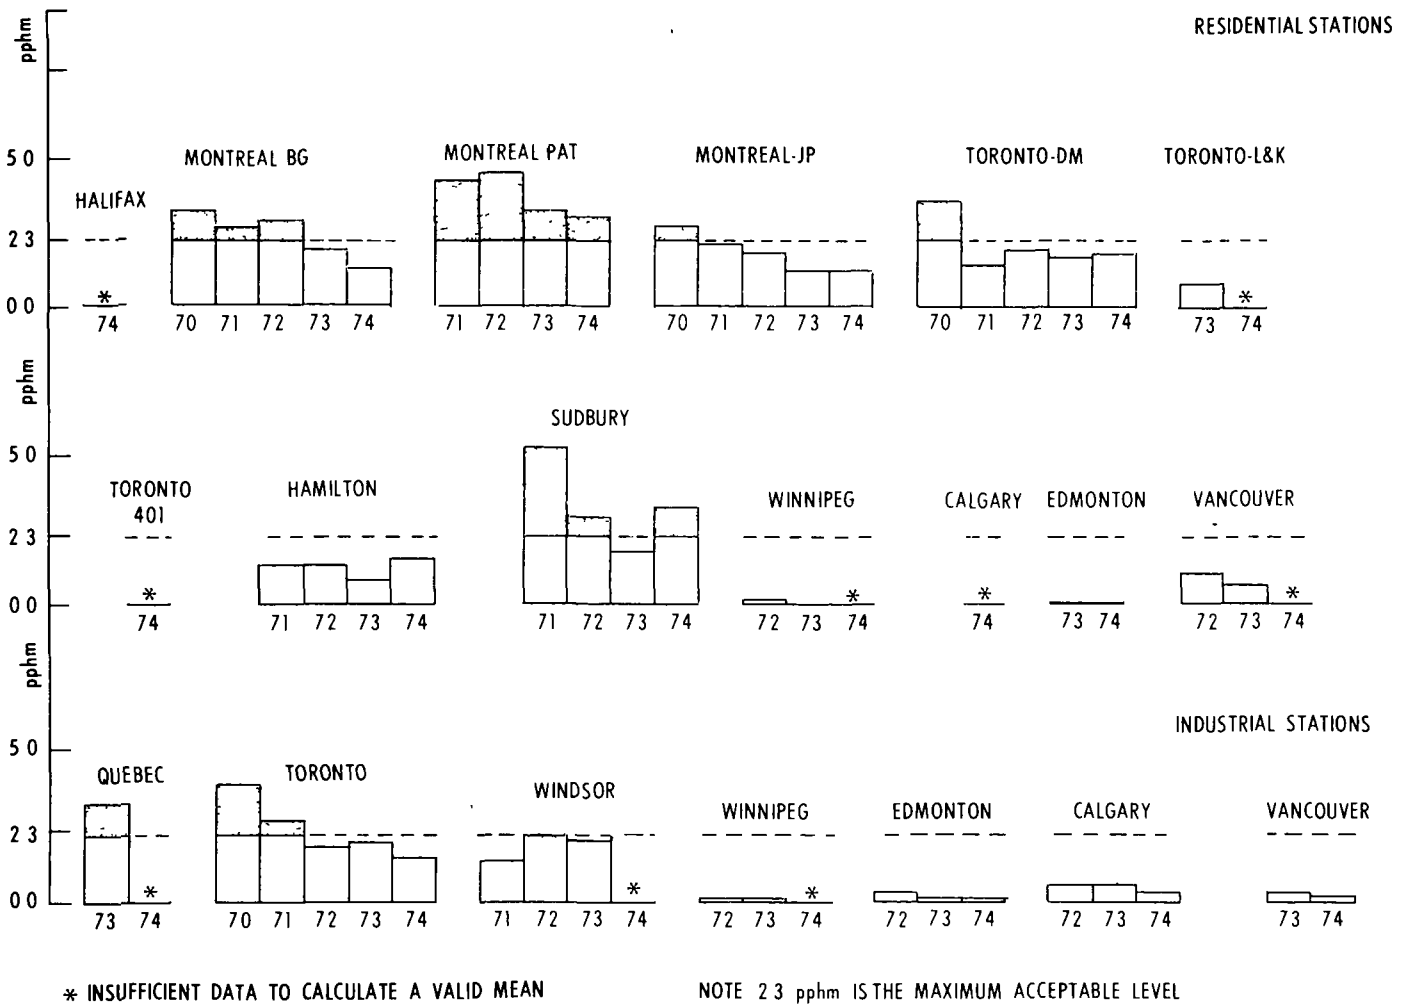 RESIDENTIAL STATIONS
pphm
5 0
2 3
0 0
HALIFAX
MONTREAL BG
MONTREAL PAT
MONTREAL-JP
TORONTO-DM
TORONTO-L&K
*
*
74
70 71 72 73 74
71 72 73 74
70 71 72 73 74
70 71 72 73 74
73 74
pphm
5 0
2 3
0 0
TORONTO
401
HAMILTON
SUDBURY
WINNIPEG
CALGARY
EDMONTON
VANCOUVER
*
*
*
*
74
71 72 73 74
71 72 73 74
72 73 74
74
73 74
72 73 74
pphm
INDUSTRIAL STATIONS
5 0
2 3
0 0
QUEBEC
TORONTO
WINDSOR
WINNIPEG
EDMONTON
CALGARY
VANCOUVER
*
*
*
73 74
70 71 72 73 74
71 72 73 74
72 73 74
72 73 74
72 73 74
73 74
* INSUFFICIENT DATA TO CALCULATE A VALID MEAN
NOTE 2 3 pphm IS THE MAXIMUM ACCEPTABLE LEVEL